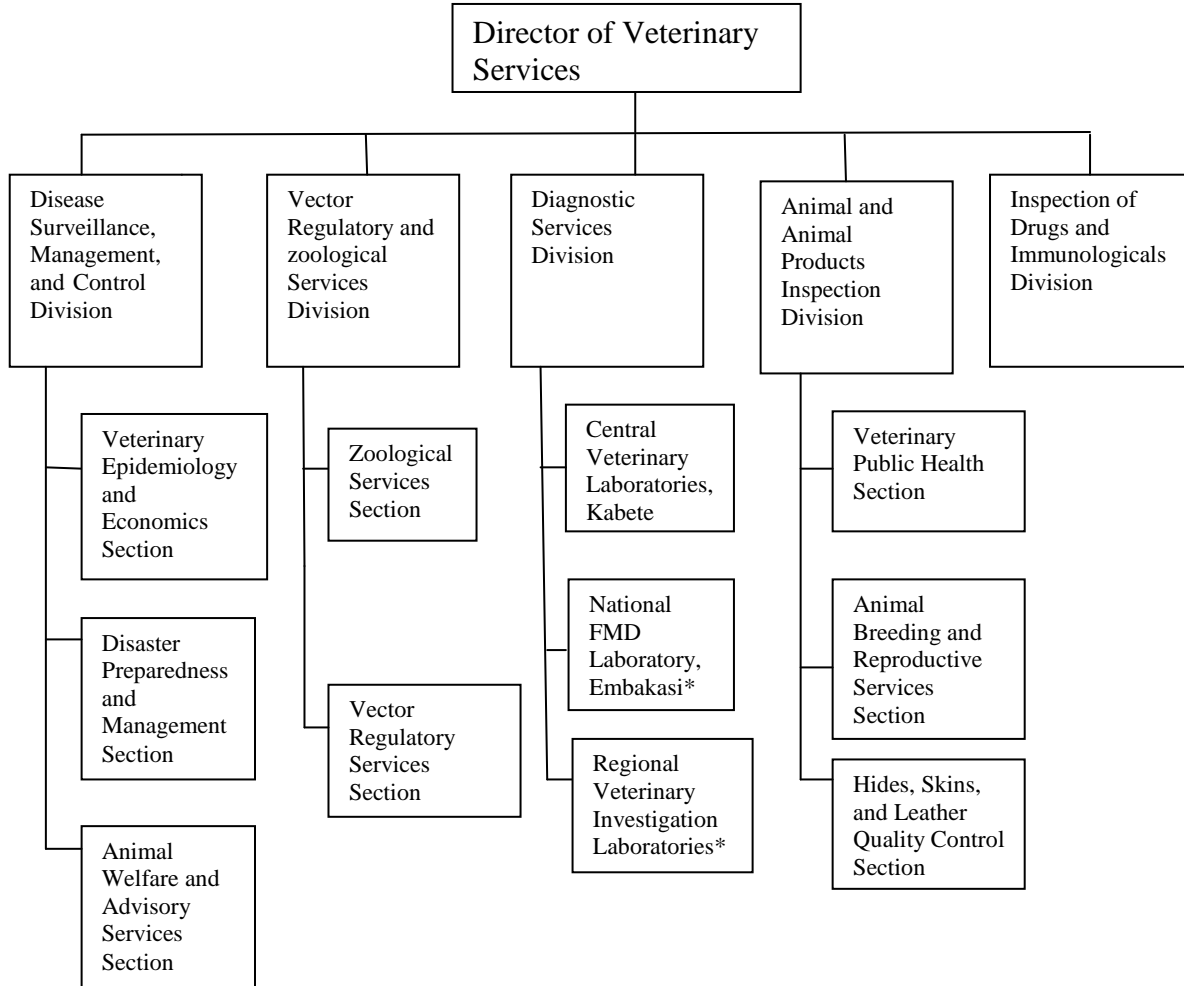 Director of Veterinary
Services
Disease
Surveillance,
Management,
and Control
Division
Vector
Regulatory and
zoological
Services
Division
Diagnostic
Services
Division
Animal and
Animal
Products
Inspection
Division
Inspection of
Drugs and
Immunologicals
Division
Veterinary
Epidemiology
and
Economics
Section
Zoological
Services
Section
Central
Veterinary
Laboratories,
Kabete
Veterinary
Public Health
Section
Disaster
Preparedness
and
Management
Section
Vector
Regulatory
Services
Section
National
FMD
Laboratory,
Embakasi*
Animal
Breeding and
Reproductive
Services
Section
Animal
Welfare and
Advisory
Services
Section
Regional
Veterinary
Investigation
Laboratories*
Hides, Skins,
and Leather
Quality Control
Section